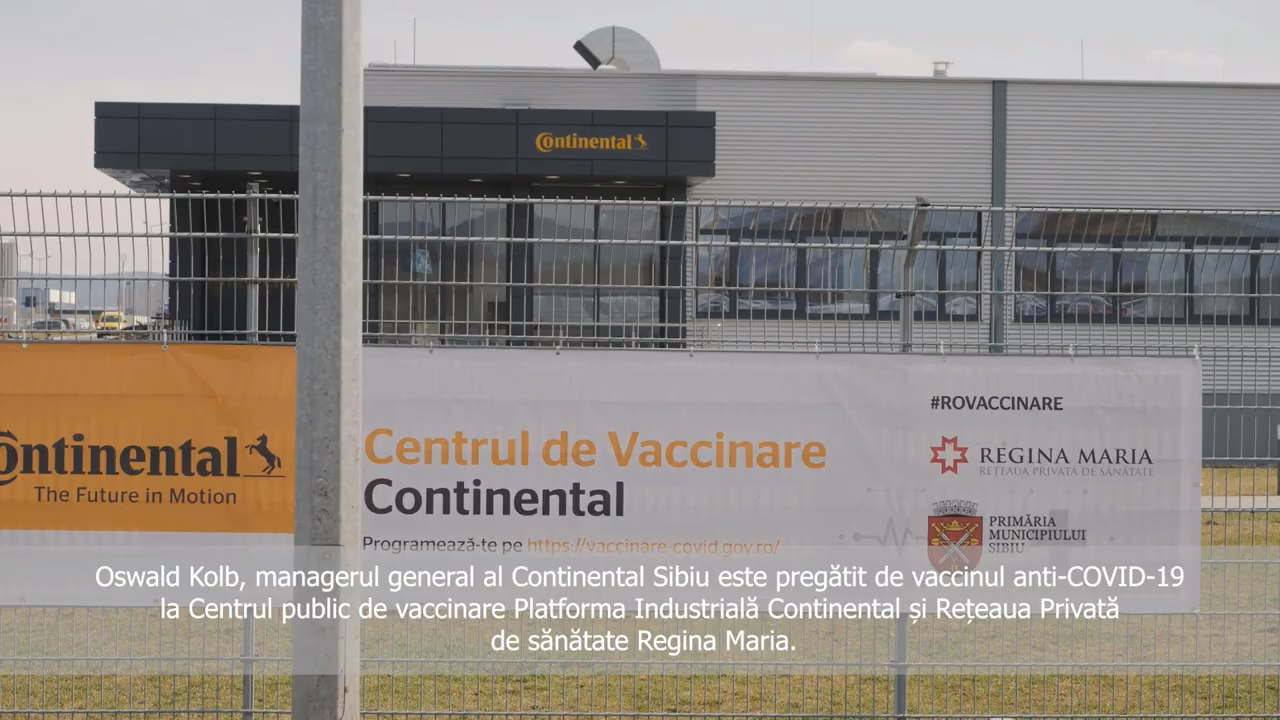 Continental
#ROVACCINARE
Centrul de Vaccinare
Continental
Programează-te pe https://vaccinare-covid.gov.ro/
ontinental
The Future in Motion
REGINA MARIA
REȚEAUA PRIVATĂ DE SĂNĂTATE
PRIMĂRIA
MUNICIPIULUI
SIBIU
Oswald Kolb, managerul general al Continental Sibiu este pregătit de vaccinul anti-COVID-19
la Centrul public de vaccinare Platforma Industrială Continental și Rețeaua Privată
de sănătate Regina Maria.